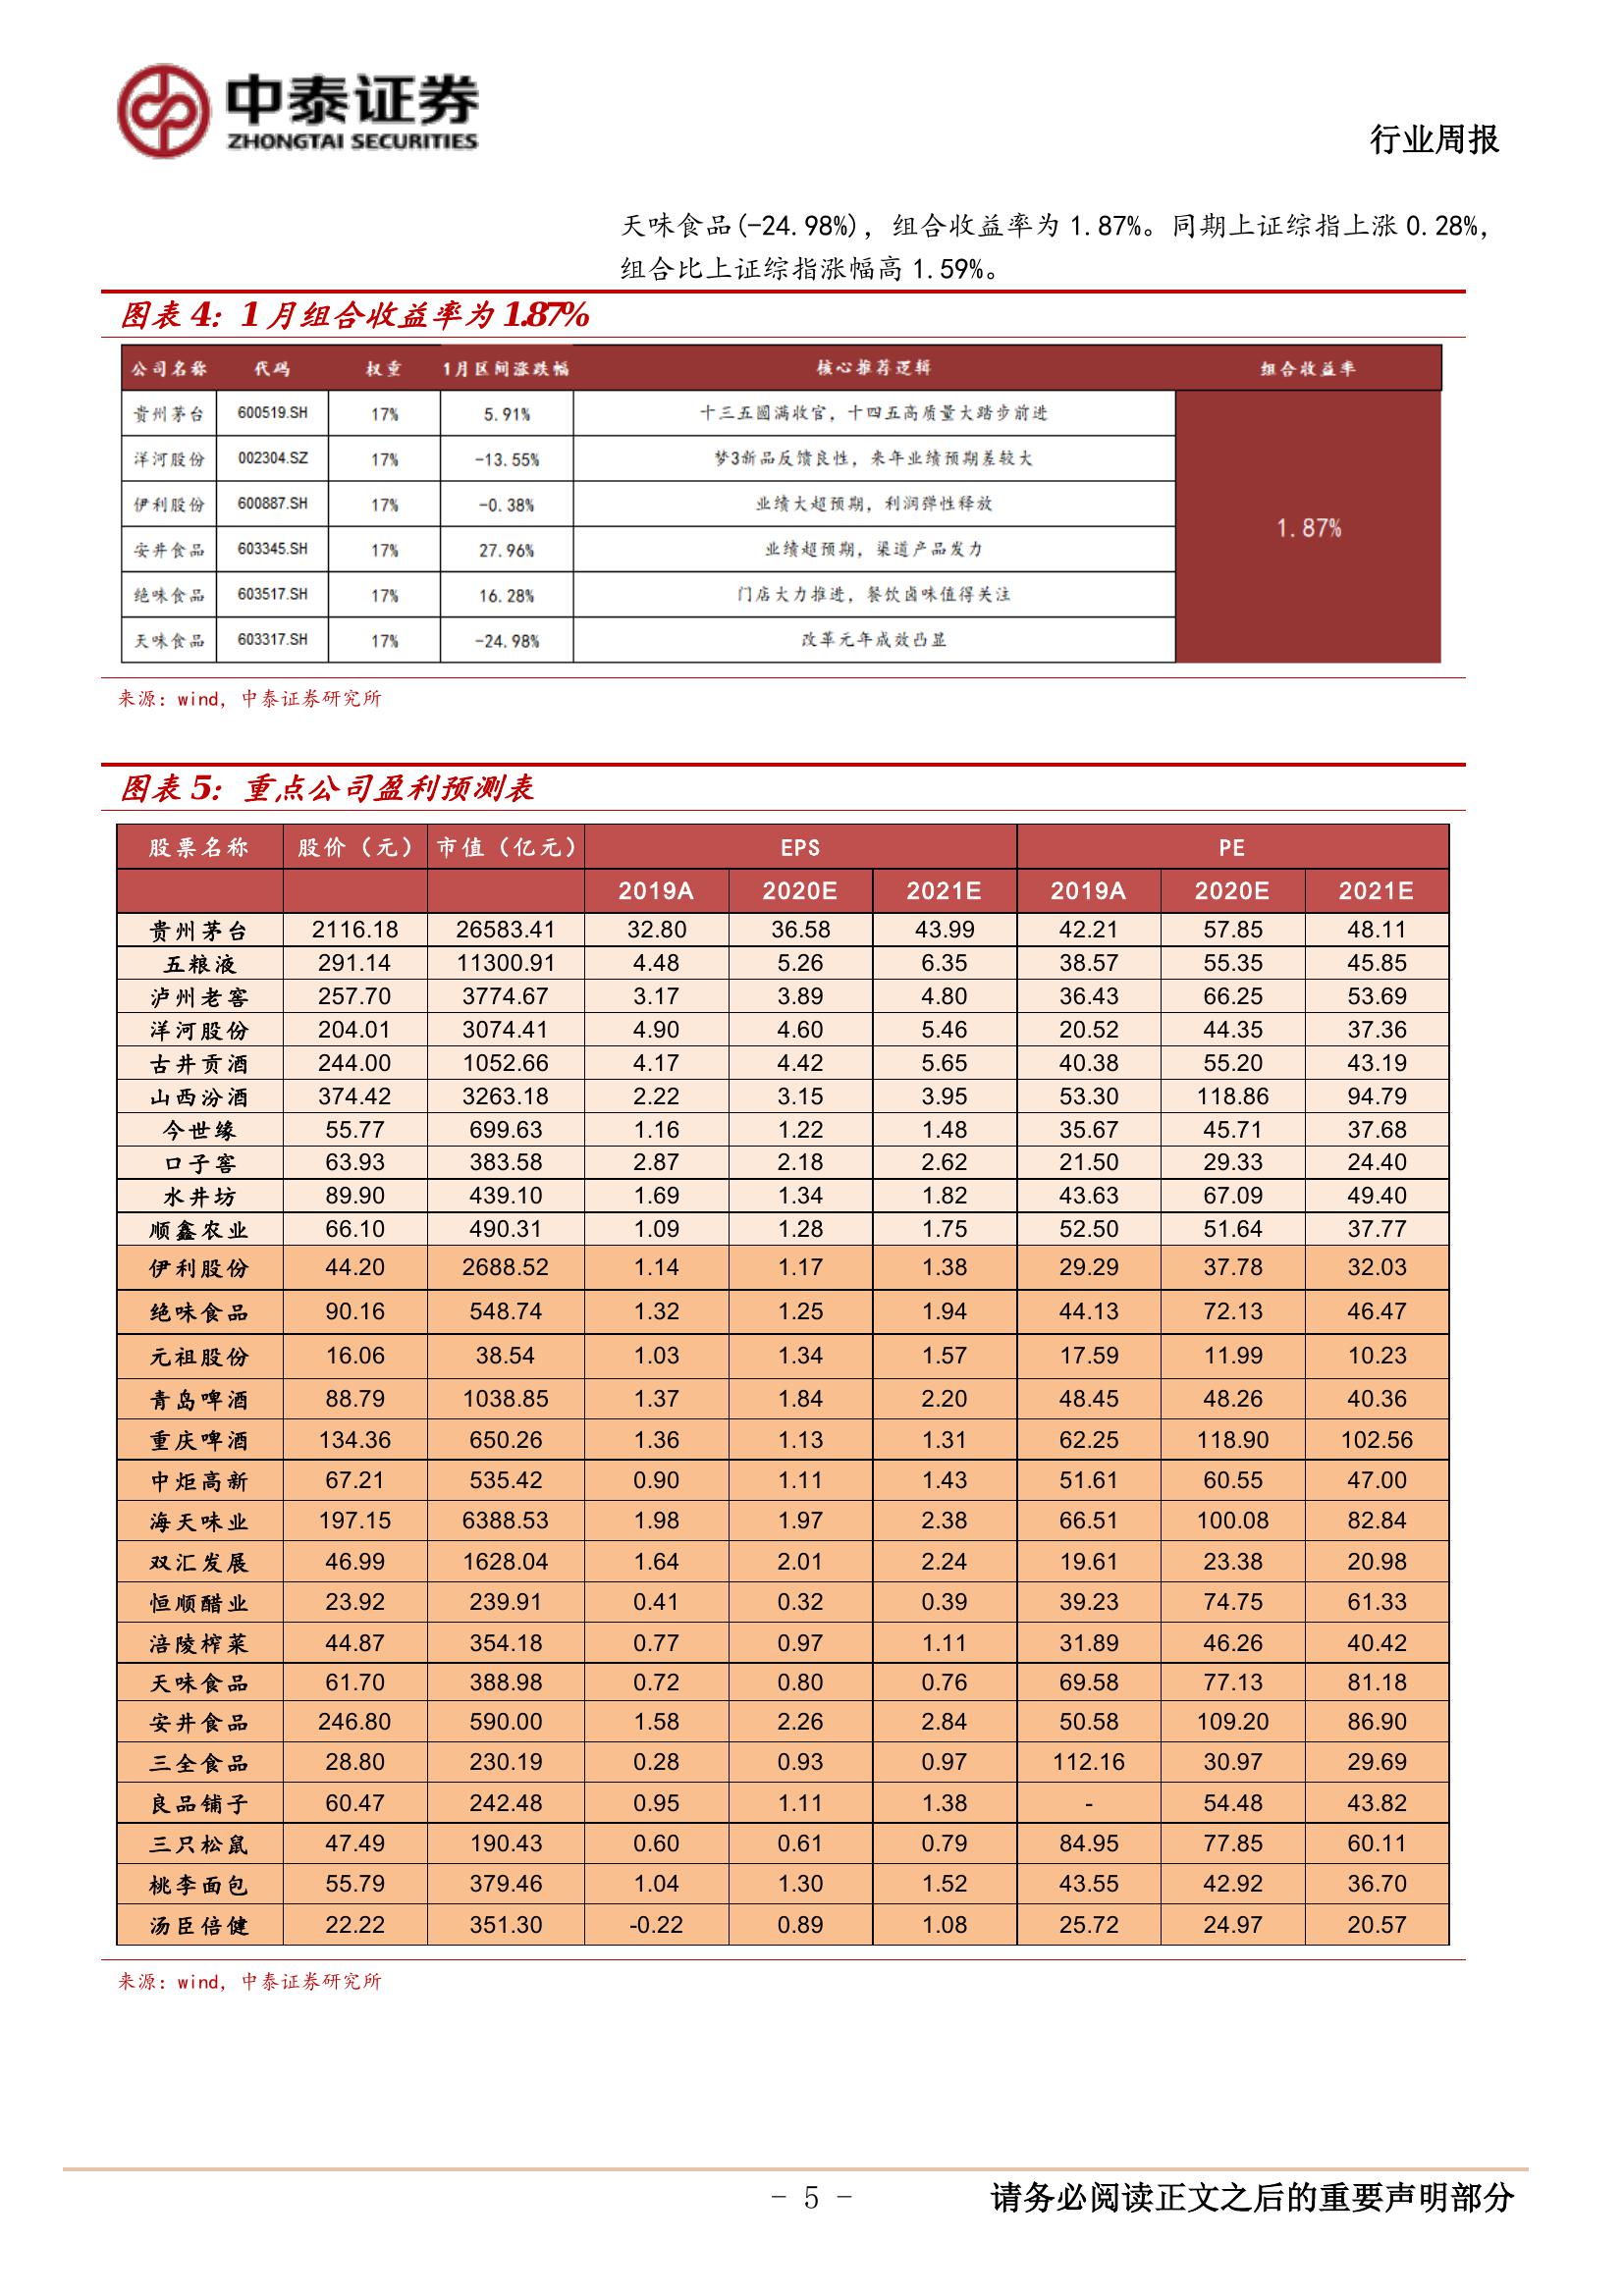 中泰证券
ZHONGTAI SECURITIES
行业周报
天味食品(-24.98%)，组合收益率为 1.87%。同期上证综指上涨 0.28%，
组合比上证综指涨幅高 1.59%。
图表 4：1 月组合收益率为 1.87%
公司名称 代码 权重 1月区间涨跌幅 核心推荐逻辑 组合收益率
贵州茅台 600519.SH 17% 5.91% 十三五圆满收官，十四五高质量大踏步前进
洋河股份 002304.SZ 17% -13.55% 梦3新品反馈良性，来年业绩预期差较大
伊利股份 600887.SH 17% -0.38% 业绩大超预期，利润弹性释放
1.87%
安井食品 603345.SH 17% 27.96% 业绩超预期，渠道产品发力
绝味食品 603517.SH 17% 16.28% 门店大力推进，餐饮卤味值得关注
天味食品 603317.SH 17% -24.98% 改革元年成效凸显
来源：wind，中泰证券研究所
图表 5：重点公司盈利预测表
股票名称 股价（元） 市值（亿元） EPS PE
2019A 2020E 2021E 2019A 2020E 2021E
贵州茅台 2116.18 26583.41 32.80 36.58 43.99 42.21 57.85 48.11
五粮液 291.14 11300.91 4.48 5.26 6.35 38.57 55.35 45.85
泸州老窖 257.70 3774.67 3.17 3.89 4.80 36.43 66.25 53.69
洋河股份 204.01 3074.41 4.90 4.60 5.46 20.52 44.35 37.36
古井贡酒 244.00 1052.66 4.17 4.42 5.65 40.38 55.20 43.19
山西汾酒 374.42 3263.18 2.22 3.15 3.95 53.30 118.86 94.79
今世缘 55.77 699.63 1.16 1.22 1.48 35.67 45.71 37.68
口子窖 63.93 383.58 2.87 2.18 2.62 21.50 29.33 24.40
水井坊 89.90 439.10 1.69 1.34 1.82 43.63 67.09 49.40
顺鑫农业 66.10 490.31 1.09 1.28 1.75 52.50 51.64 37.77
伊利股份 44.20 2688.52 1.14 1.17 1.38 29.29 37.78 32.03
绝味食品 90.16 548.74 1.32 1.25 1.94 44.13 72.13 46.47
元祖股份 16.06 38.54 1.03 1.34 1.57 17.59 11.99 10.23
青岛啤酒 88.79 1038.85 1.37 1.84 2.20 48.45 48.26 40.36
重庆啤酒 134.36 650.26 1.36 1.13 1.31 62.25 118.90 102.56
中炬高新 67.21 535.42 0.90 1.11 1.43 51.61 60.55 47.00
海天味业 197.15 6388.53 1.98 1.97 2.38 66.51 100.08 82.84
双汇发展 46.99 1628.04 1.64 2.01 2.24 19.61 23.38 20.98
恒顺醋业 23.92 239.91 0.41 0.32 0.39 39.23 74.75 61.33
涪陵榨菜 44.87 354.18 0.77 0.97 1.11 31.89 46.26 40.42
天味食品 61.70 388.98 0.72 0.80 0.76 69.58 77.13 81.18
安井食品 246.80 590.00 1.58 2.26 2.84 50.58 109.20 86.90
三全食品 28.80 230.19 0.28 0.93 0.97 112.16 30.97 29.69
良品铺子 60.47 242.48 0.95 1.11 1.38 - 54.48 43.82
三只松鼠 47.49 190.43 0.60 0.61 0.79 84.95 77.85 60.11
桃李面包 55.79 379.46 1.04 1.30 1.52 43.55 42.92 36.70
汤臣倍健 22.22 351.30 -0.22 0.89 1.08 25.72 24.97 20.57
来源：wind，中泰证券研究所
- 5 -
请务必阅读正文之后的重要声明部分